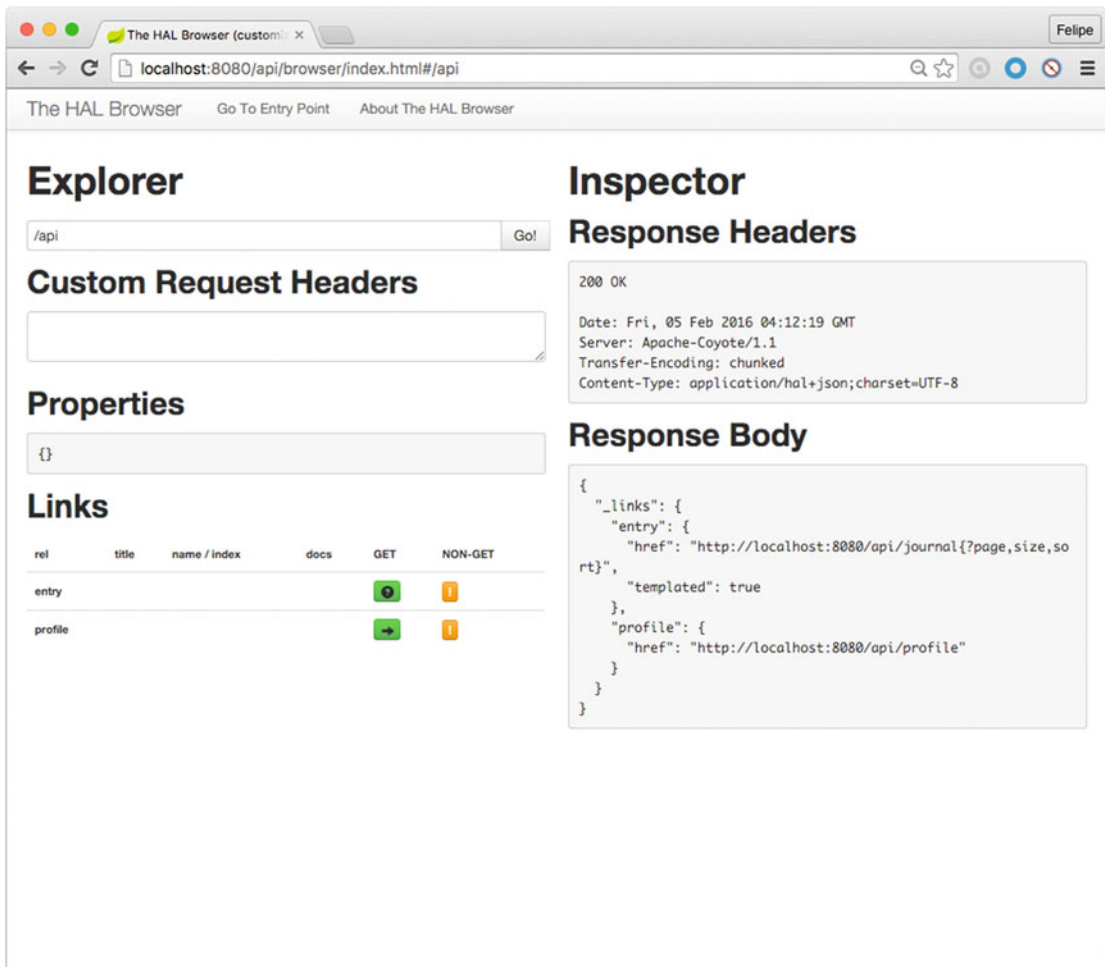 The HAL Browser (customiz
Felipe
localhost:8080/api/browser/index.html#/api
The HAL Browser Go To Entry Point About The HAL Browser
Explorer
/api Go!
Custom Request Headers
Properties
{}
Links
rel title name / index docs GET NON-GET
entry ? !
profile !
Inspector
Response Headers
200 OK
Date: Fri, 05 Feb 2016 04:12:19 GMT
Server: Apache-Coyote/1.1
Transfer-Encoding: chunked
Content-Type: application/hal+json;charset=UTF-8
Response Body
{
"_links": {
"entry": {
"href": "http://localhost:8080/api/journal{?page,size,so
rt}",
"templated": true
},
"profile": {
"href": "http://localhost:8080/api/profile"
}
}
}